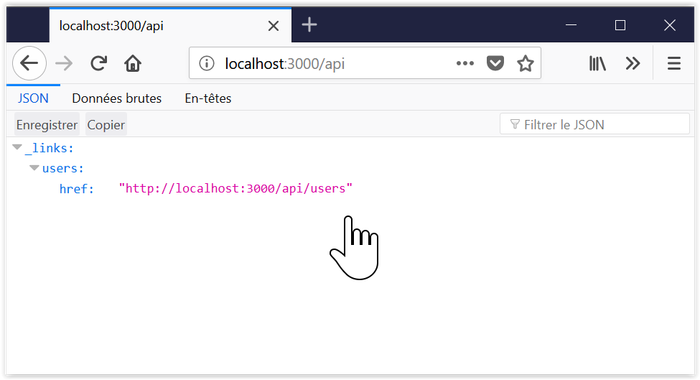 localhost:3000/api
localhost:3000/api
JSON Données brutes En-têtes
Enregistrer Copier Filtrer le JSON
_links:
users:
href: "http://localhost:3000/api/users"